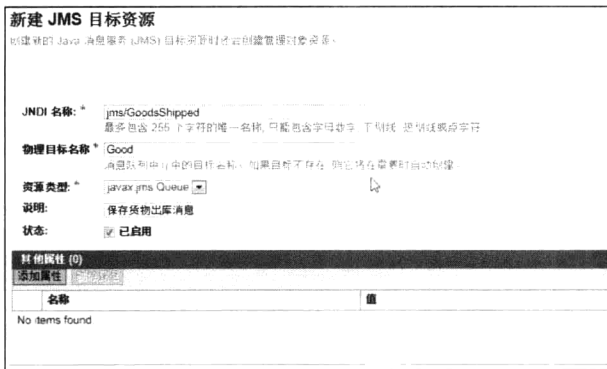 新建 JMS 目标资源
创建新的 Java 消息服务 (JMS) 目标资源时还会创建管理对象资源。
JNDI 名称: * jms/GoodsShipped
最多包含 255 个字符的唯一名称, 只能包含字母数字 下划线 短划线或点字符
物理目标名称 * Good
消息队列中介中的目标名称。如果目标不存在 则它将在需要时自动创建。
资源类型: * javax jms Queue
说明: 保存货物出库消息
状态: 已启用
其他属性 (0)
添加属性
名称 值
No items found